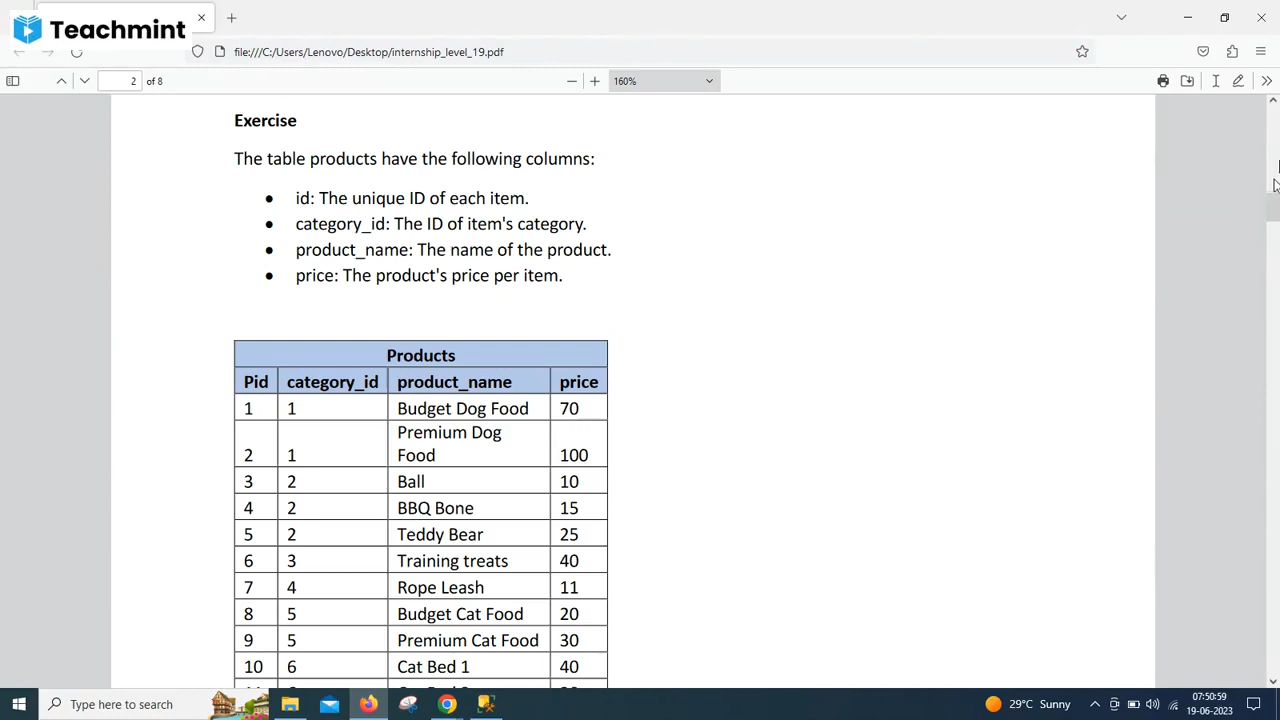 Teachmint
file:///C:/Users/Lenovo/Desktop/internship_level_19.pdf
2 of 8
160%
Exercise
The table products have the following columns:
• id: The unique ID of each item.
• category_id: The ID of item's category.
• product_name: The name of the product.
• price: The product's price per item.
Products
Pid category_id product_name price
1 1 Budget Dog Food 70
Premium Dog
2 1 Food 100
3 2 Ball 10
4 2 BBQ Bone 15
5 2 Teddy Bear 25
6 3 Training treats 40
7 4 Rope Leash 11
8 5 Budget Cat Food 20
9 5 Premium Cat Food 30
10 6 Cat Bed 1 40
Type here to search
29°C Sunny
07:50:59
19-06-2023